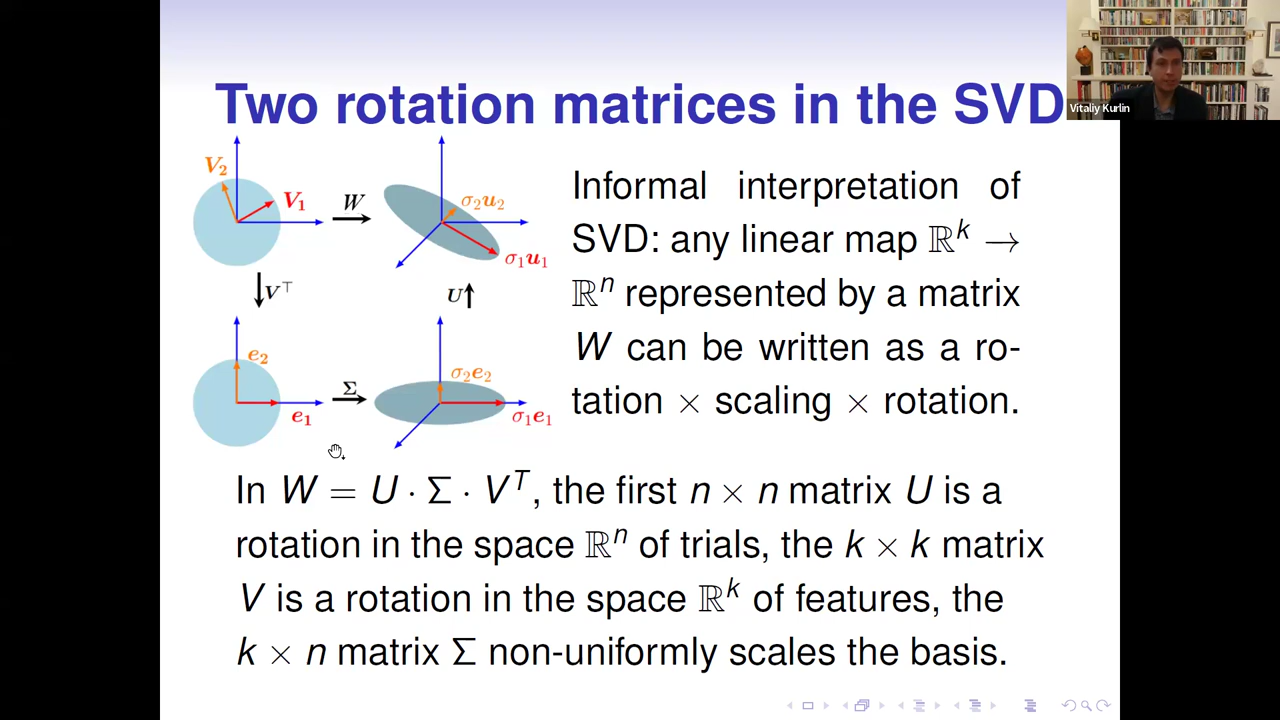 Two rotation matrices in the SVD
Vitaliy Kurlin
V₂
V₁
W
σ₂u₂
σ₁u₁
V⊤
U
e₂
e₁
Σ
σ₂e₂
σ₁e₁
Informal interpretation of
SVD: any linear map ℝᵏ →
ℝⁿ represented by a matrix
W can be written as a ro-
tation × scaling × rotation.
In W = U · Σ · Vᵀ, the first n × n matrix U is a
rotation in the space ℝⁿ of trials, the k × k matrix
V is a rotation in the space ℝᵏ of features, the
k × n matrix Σ non-uniformly scales the basis.